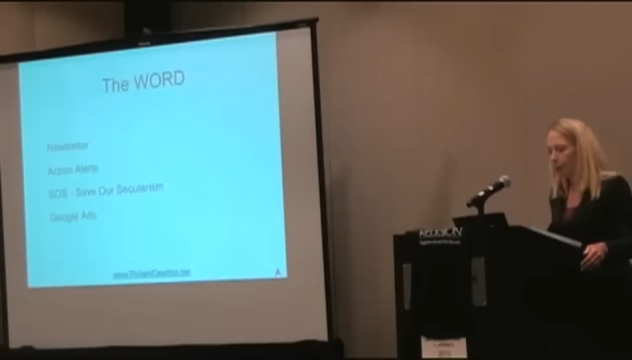 The WORD
Newsletter
Action Alerts
SOS - Save Our Secularism
Google Ads
A